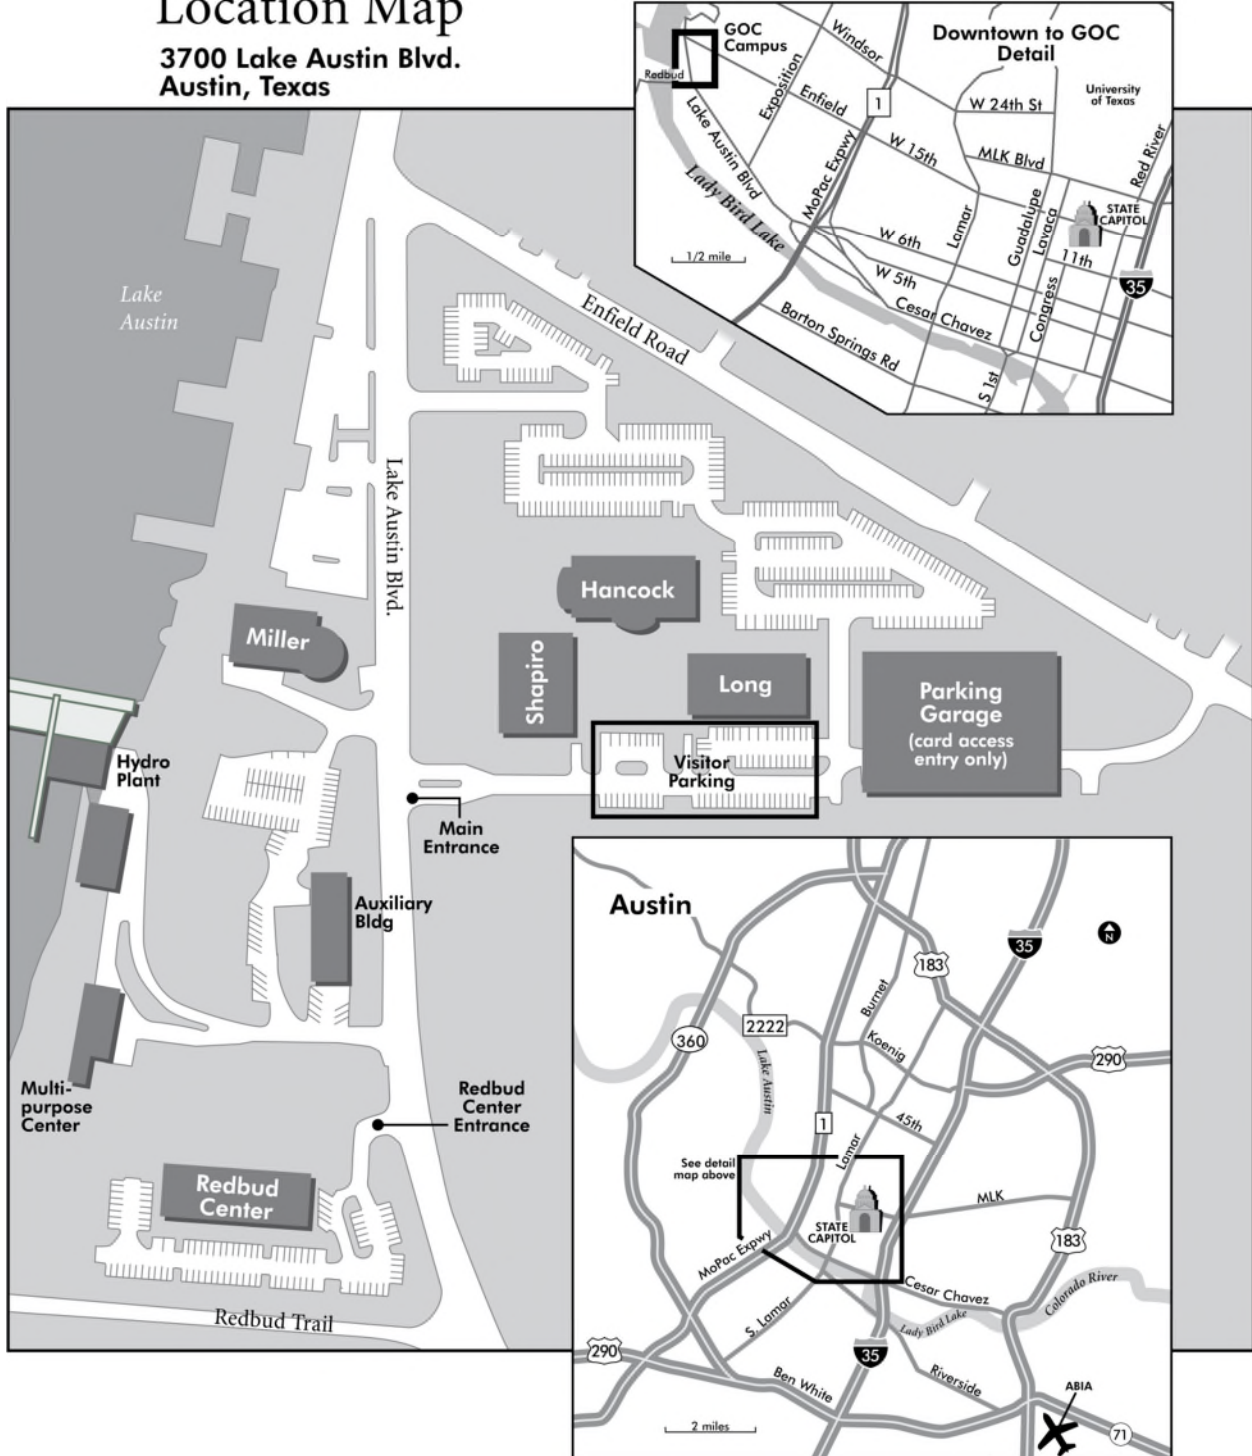 Location Map
3700 Lake Austin Blvd.
Austin, Texas
GOC
Campus
Redbud
Downtown to GOC
Detail
Windsor
Exposition
Enfield
1
W 24th St
University
of Texas
Lake Austin Blvd
MoPac Expwy
W 15th
MLK Blvd
Red River
Lady Bird Lake
Lamar
Guadalupe
Lavaca
STATE
CAPITOL
W 6th
11th
1/2 mile
W 5th
35
Cesar Chavez
Congress
Barton Springs Rd
S 1st
Lake
Austin
Enfield Road
Lake Austin Blvd.
Hancock
Miller
Shapiro
Long
Parking
Garage
(card access
entry only)
Hydro
Plant
Visitor
Parking
Main
Entrance
Auxiliary
Bldg
Multi-
purpose
Center
Redbud
Center
Entrance
Redbud
Center
Redbud Trail
Austin
N
35
183
Burnet
2222
360
Koenig
290
Lake Austin
1
45th
Lamar
See detail
map above
MLK
STATE
CAPITOL
183
MoPac Expwy
Cesar Chavez
Colorado River
S. Lamar
Lady Bird Lake
290
35
Ben White
Riverside
ABIA
2 miles
71